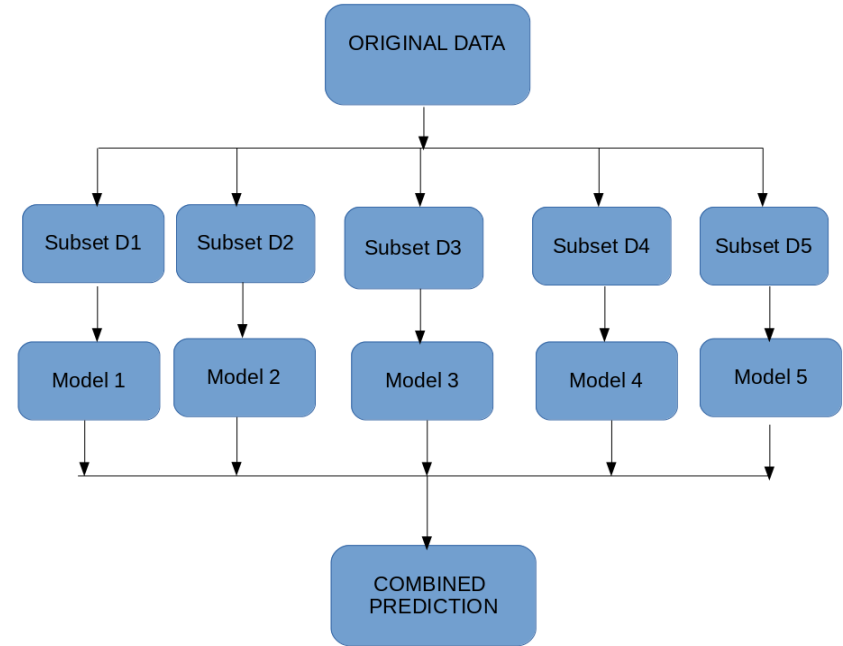 ORIGINAL DATA
Subset D1
Subset D2
Subset D3
Subset D4
Subset D5
Model 1
Model 2
Model 3
Model 4
Model 5
COMBINED
PREDICTION